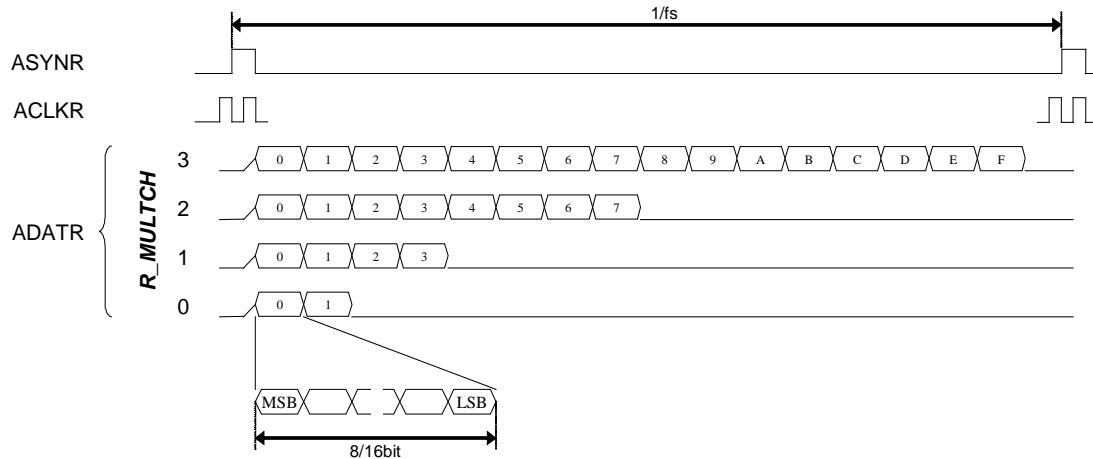 1/fs
ASYNR
ACLKR
ADATR
R_MULTCH
3 0 1 2 3 4 5 6 7 8 9 A B C D E F
2 0 1 2 3 4 5 6 7
1 0 1 2 3
0 0 1
MSB LSB
8/16bit